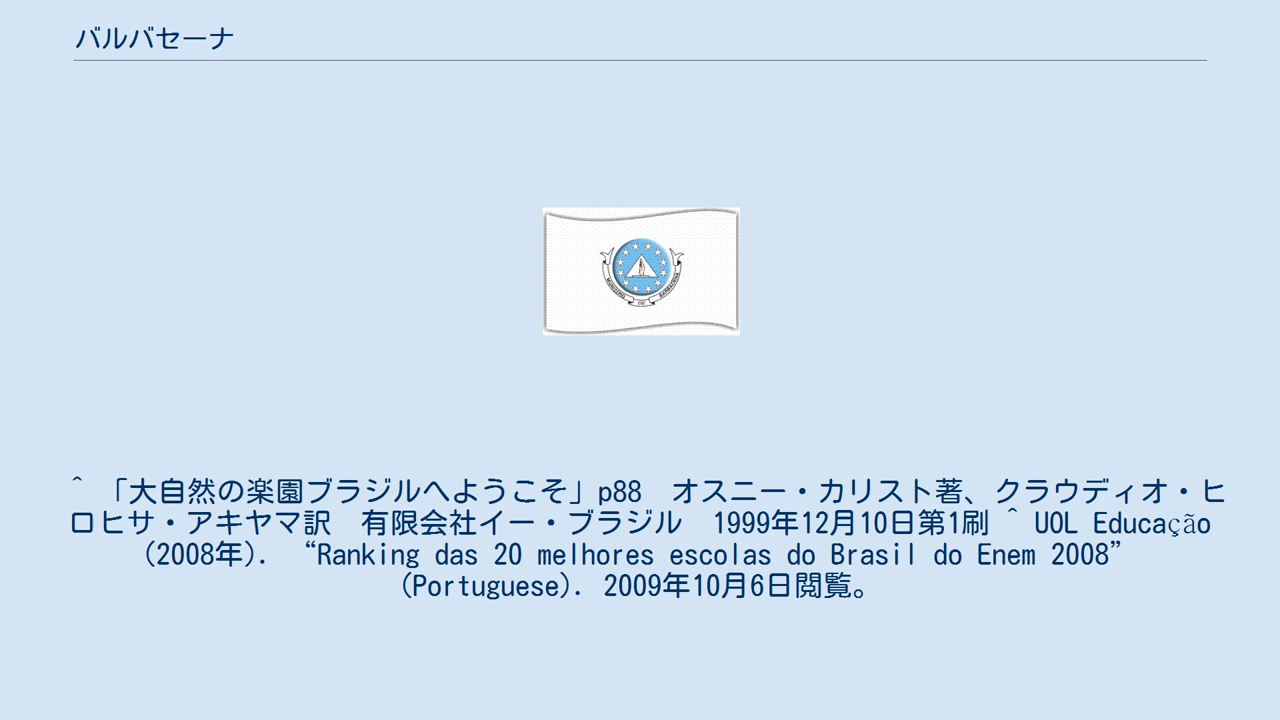 バルバセーナ
^ 「大自然の楽園ブラジルへようこそ」p88　オスニー・カリスト著、クラウディオ・ヒ
ロヒサ・アキヤマ訳　有限会社イー・ブラジル　1999年12月10日第1刷 ^ UOL Educação
(2008年). “Ranking das 20 melhores escolas do Brasil do Enem 2008”
(Portuguese). 2009年10月6日閲覧。